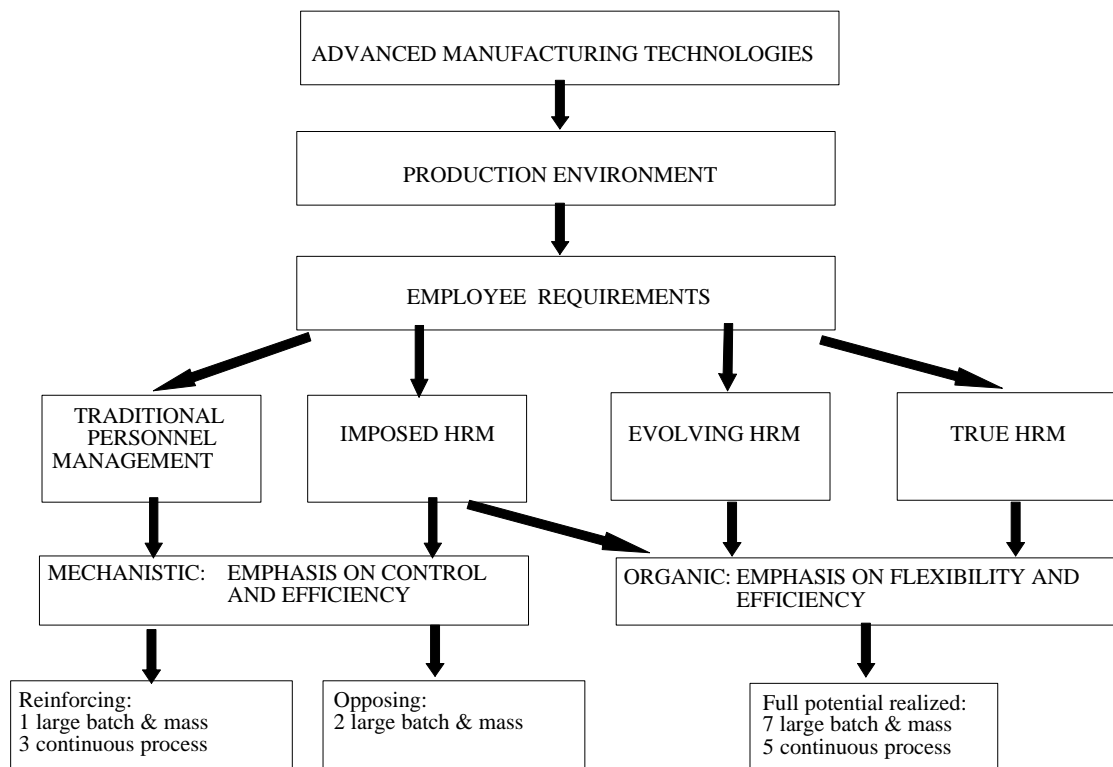 ADVANCED MANUFACTURING TECHNOLOGIES
PRODUCTION ENVIRONMENT
EMPLOYEE REQUIREMENTS
TRADITIONAL
PERSONNEL
MANAGEMENT
IMPOSED HRM
EVOLVING HRM
TRUE HRM
MECHANISTIC: EMPHASIS ON CONTROL
AND EFFICIENCY
ORGANIC: EMPHASIS ON FLEXIBILITY AND
EFFICIENCY
Reinforcing:
1 large batch & mass
3 continuous process
Opposing:
2 large batch & mass
Full potential realized:
7 large batch & mass
5 continuous process